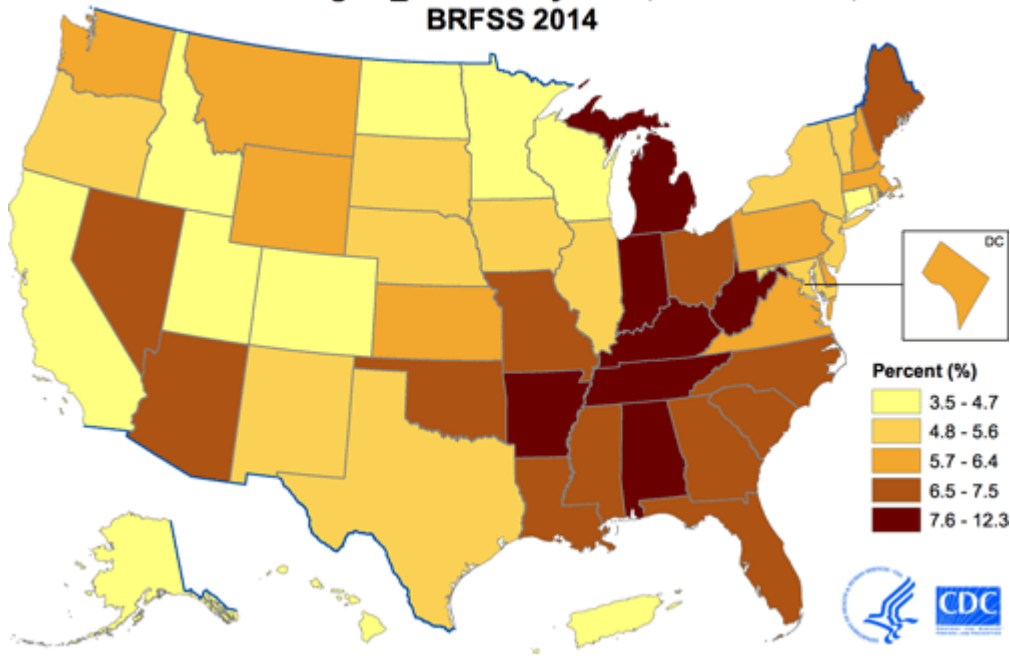 BRFSS 2014
DC
Percent (%)
3.5 - 4.7
4.8 - 5.6
5.7 - 6.4
6.5 - 7.5
7.6 - 12.3
CDC